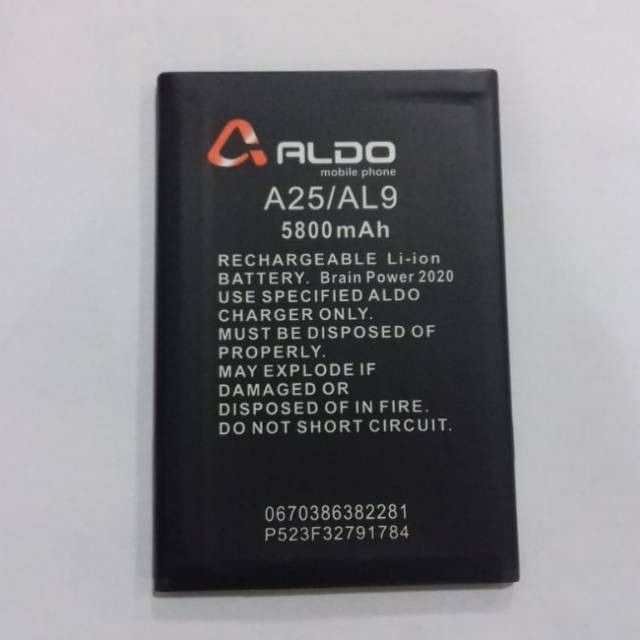 ALDO
mobile phone
A25/AL9
5800mAh
RECHARGEABLE Li-ion
BATTERY. Brain Power 2020
USE SPECIFIED ALDO
CHARGER ONLY.
MUST BE DISPOSED OF
PROPERLY.
MAY EXPLODE IF
DAMAGED OR
DISPOSED OF IN FIRE.
DO NOT SHORT CIRCUIT.
0670386382281
P523F32791784